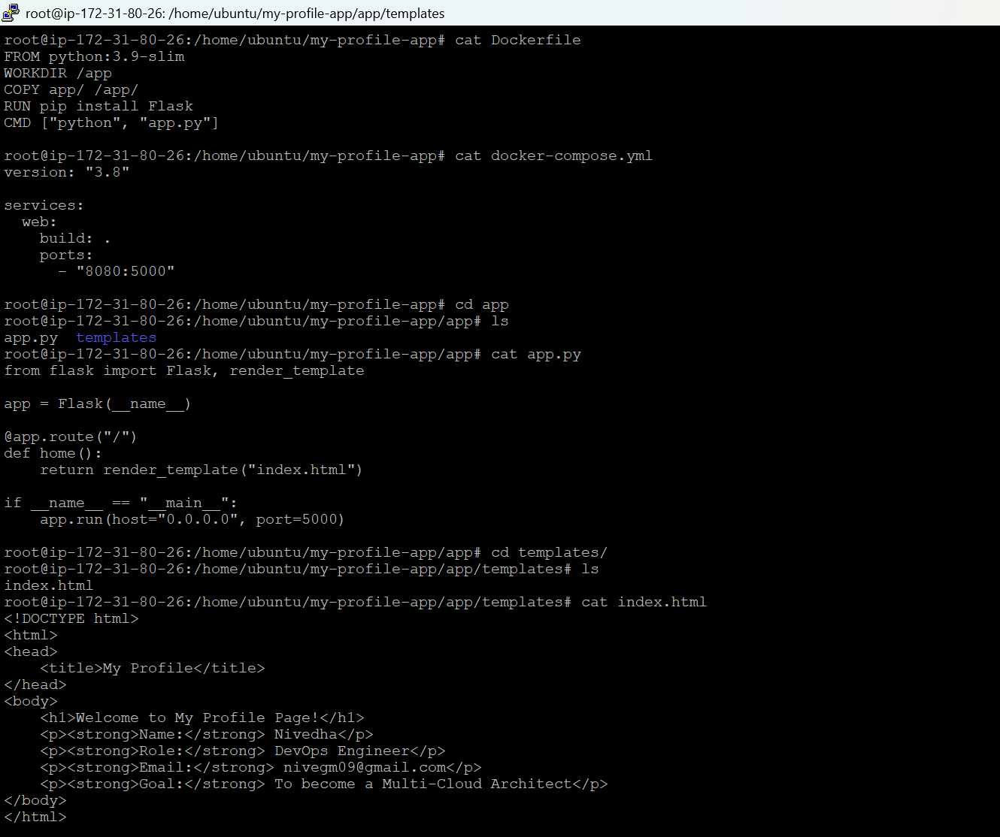 root@ip-172-31-80-26: /home/ubuntu/my-profile-app/app/templates
root@ip-172-31-80-26:/home/ubuntu/my-profile-app# cat Dockerfile
FROM python:3.9-slim
WORKDIR /app
COPY app/ /app/
RUN pip install Flask
CMD ["python", "app.py"]

root@ip-172-31-80-26:/home/ubuntu/my-profile-app# cat docker-compose.yml
version: "3.8"

services:
  web:
    build: .
    ports:
      - "8080:5000"

root@ip-172-31-80-26:/home/ubuntu/my-profile-app# cd app
root@ip-172-31-80-26:/home/ubuntu/my-profile-app/app# ls
app.py  templates
root@ip-172-31-80-26:/home/ubuntu/my-profile-app/app# cat app.py
from flask import Flask, render_template

app = Flask(__name__)

@app.route("/")
def home():
    return render_template("index.html")

if __name__ == "__main__":
    app.run(host="0.0.0.0", port=5000)

root@ip-172-31-80-26:/home/ubuntu/my-profile-app/app# cd templates/
root@ip-172-31-80-26:/home/ubuntu/my-profile-app/app/templates# ls
index.html
root@ip-172-31-80-26:/home/ubuntu/my-profile-app/app/templates# cat index.html
<!DOCTYPE html>
<html>
<head>
    <title>My Profile</title>
</head>
<body>
    <h1>Welcome to My Profile Page!</h1>
    <p><strong>Name:</strong> Nivedha</p>
    <p><strong>Role:</strong> DevOps Engineer</p>
    <p><strong>Email:</strong> nivegm09@gmail.com</p>
    <p><strong>Goal:</strong> To become a Multi-Cloud Architect</p>
</body>
</html>